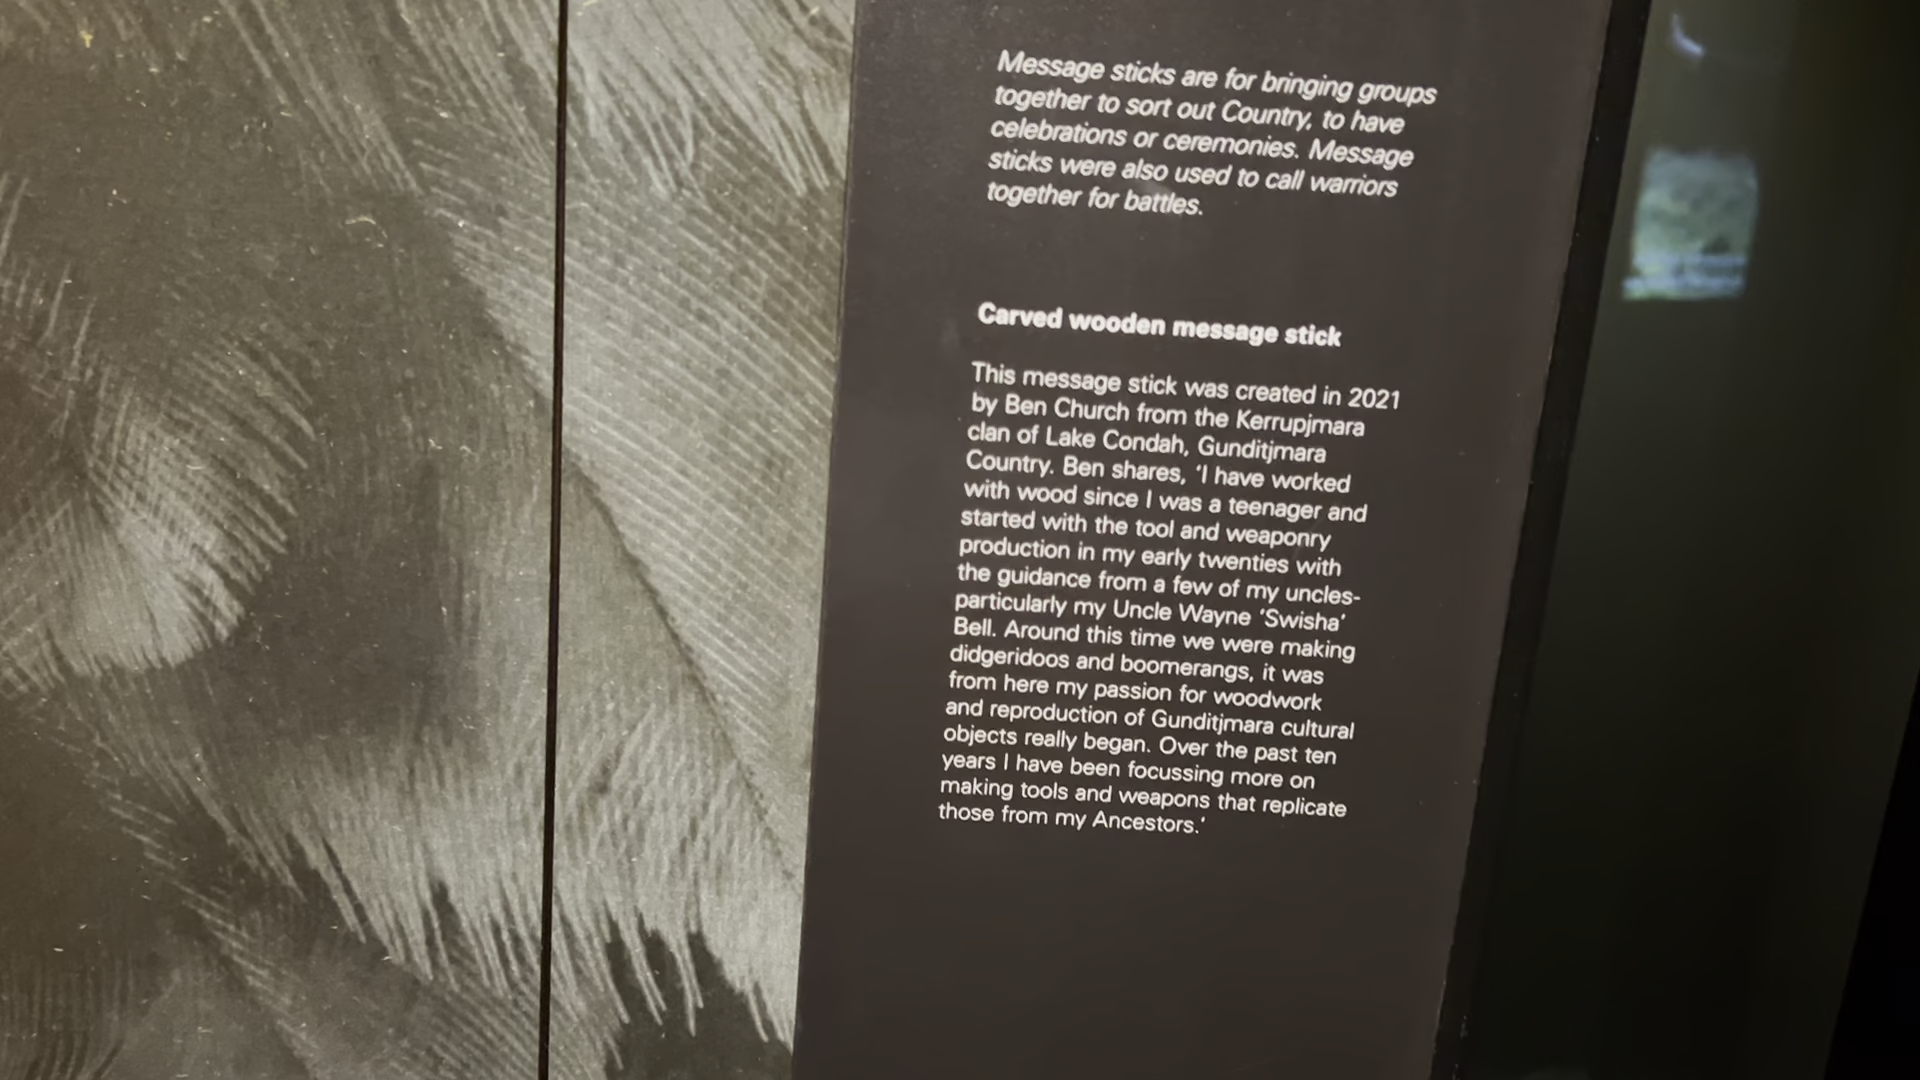 Message sticks are for bringing groups
together to sort out Country, to have
celebrations or ceremonies. Message
sticks were also used to call warriors
together for battles.
Carved wooden message stick
This message stick was created in 2021
by Ben Church from the Kerrupjmara
clan of Lake Condah, Gunditjmara
Country. Ben shares, ‘I have worked
with wood since I was a teenager and
started with the tool and weaponry
production in my early twenties with
the guidance from a few of my uncles-
particularly my Uncle Wayne ‘Swisha’
Bell. Around this time we were making
didgeridoos and boomerangs, it was
from here my passion for woodwork
and reproduction of Gunditjmara cultural
objects really began. Over the past ten
years I have been focussing more on
making tools and weapons that replicate
those from my Ancestors.’